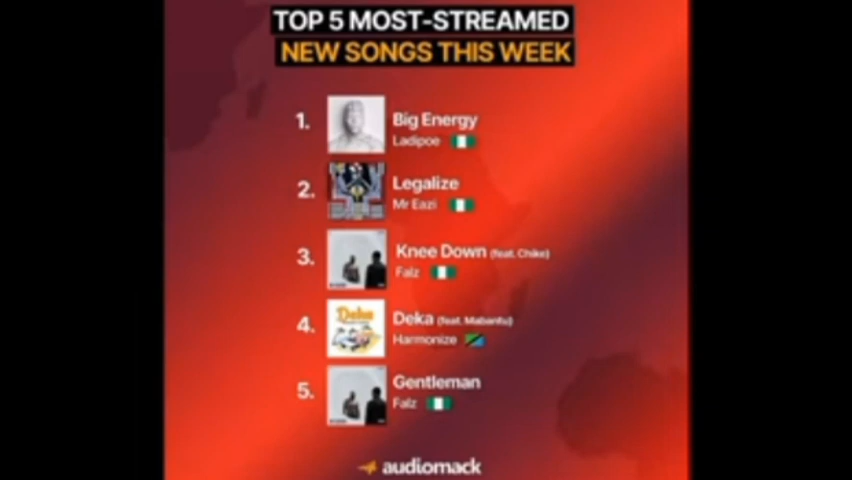 TOP 5 MOST-STREAMED
NEW SONGS THIS WEEK
1.
Big Energy
Ladipoe
2.
Legalize
Mr Eazi
3.
Knee Down (feat. Chike)
Falz
4.
Deka
Deka (feat. Mabantu)
Harmonize
5.
Gentleman
Falz
audiomack